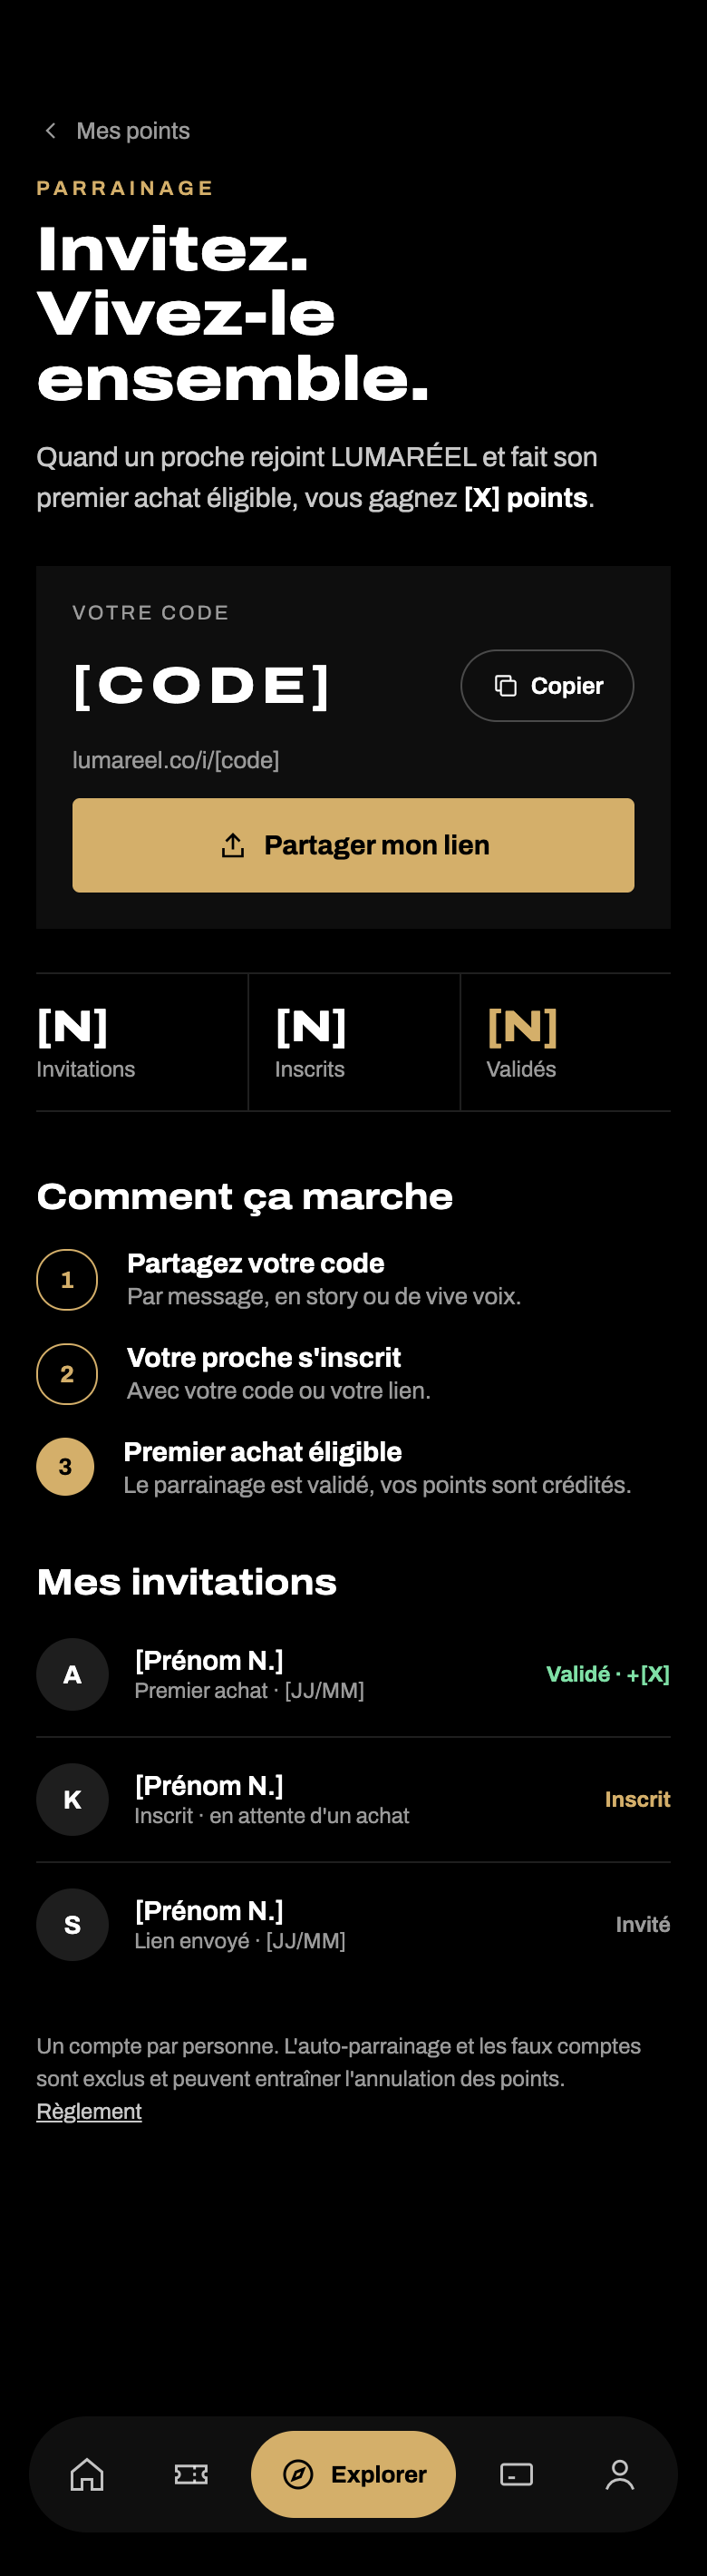 Mes points
PARRAINAGE
Invitez.
Vivez-le
ensemble.
Quand un proche rejoint LUMARÉEL et fait son
premier achat éligible, vous gagnez [X] points.
VOTRE CODE
[CODE]
Copier
lumareel.co/i/[code]
Partager mon lien
[N]
Invitations
[N]
Inscrits
[N]
Validés
Comment ça marche
1
Partagez votre code
Par message, en story ou de vive voix.
2
Votre proche s'inscrit
Avec votre code ou votre lien.
3
Premier achat éligible
Le parrainage est validé, vos points sont crédités.
Mes invitations
A
[Prénom N.]
Premier achat · [JJ/MM]
Validé · +[X]
K
[Prénom N.]
Inscrit · en attente d'un achat
Inscrit
S
[Prénom N.]
Lien envoyé · [JJ/MM]
Invité
Un compte par personne. L'auto-parrainage et les faux comptes
sont exclus et peuvent entraîner l'annulation des points.
Règlement
Explorer